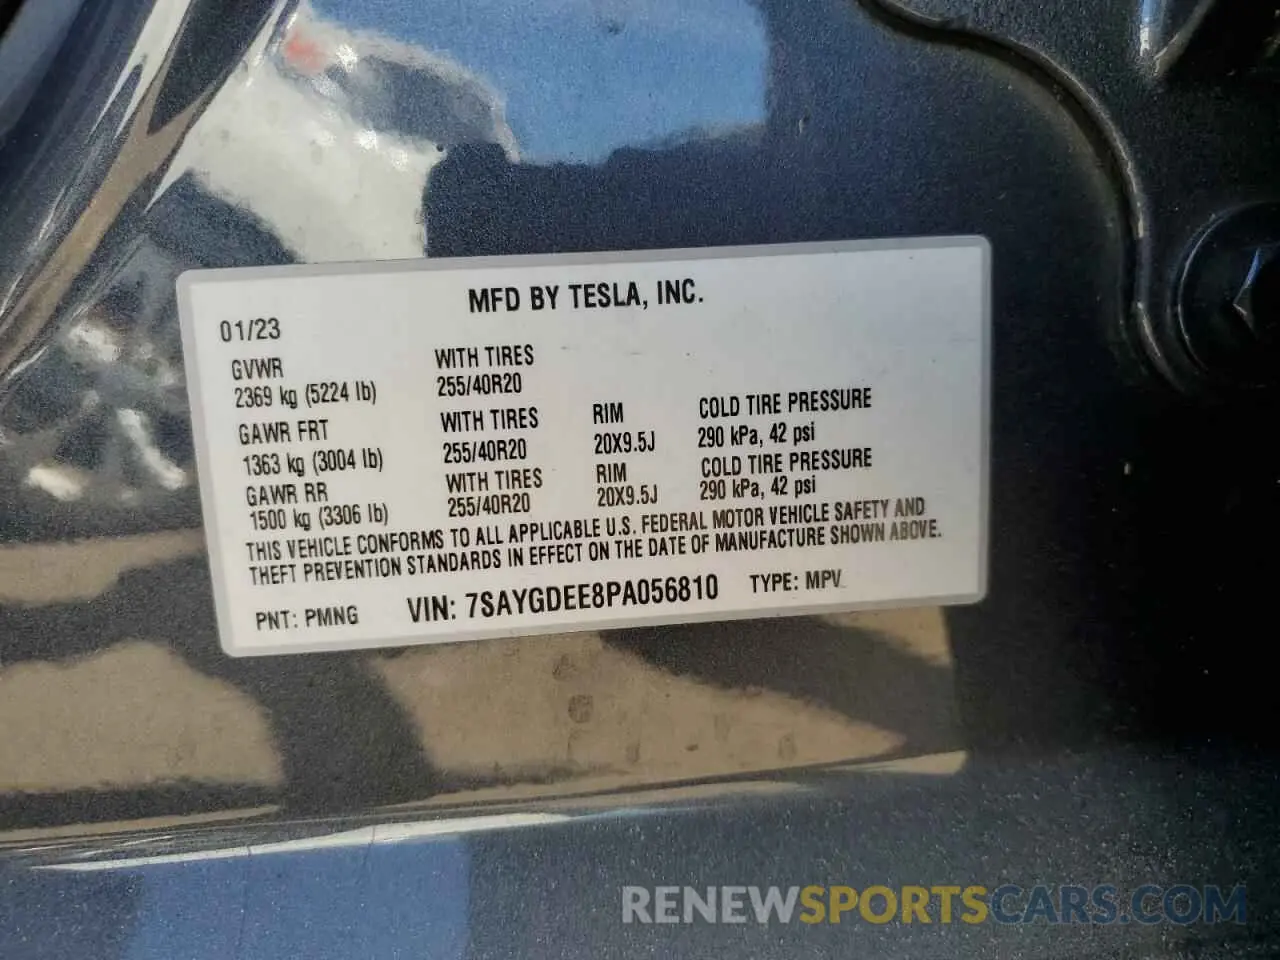 MFD BY TESLA, INC.
01/23
GVWR WITH TIRES
2369 kg (5224 lb) 255/40R20
GAWR FRT WITH TIRES RIM COLD TIRE PRESSURE
1363 kg (3004 lb) 255/40R20 20X9.5J 290 kPa, 42 psi
GAWR RR WITH TIRES RIM COLD TIRE PRESSURE
1500 kg (3306 lb) 255/40R20 20X9.5J 290 kPa, 42 psi
THIS VEHICLE CONFORMS TO ALL APPLICABLE U.S. FEDERAL MOTOR VEHICLE SAFETY AND
THEFT PREVENTION STANDARDS IN EFFECT ON THE DATE OF MANUFACTURE SHOWN ABOVE.
PNT: PMNG VIN: 7SAYGDEE8PA056810 TYPE: MPV
RENEWSPORTSCARS.COM